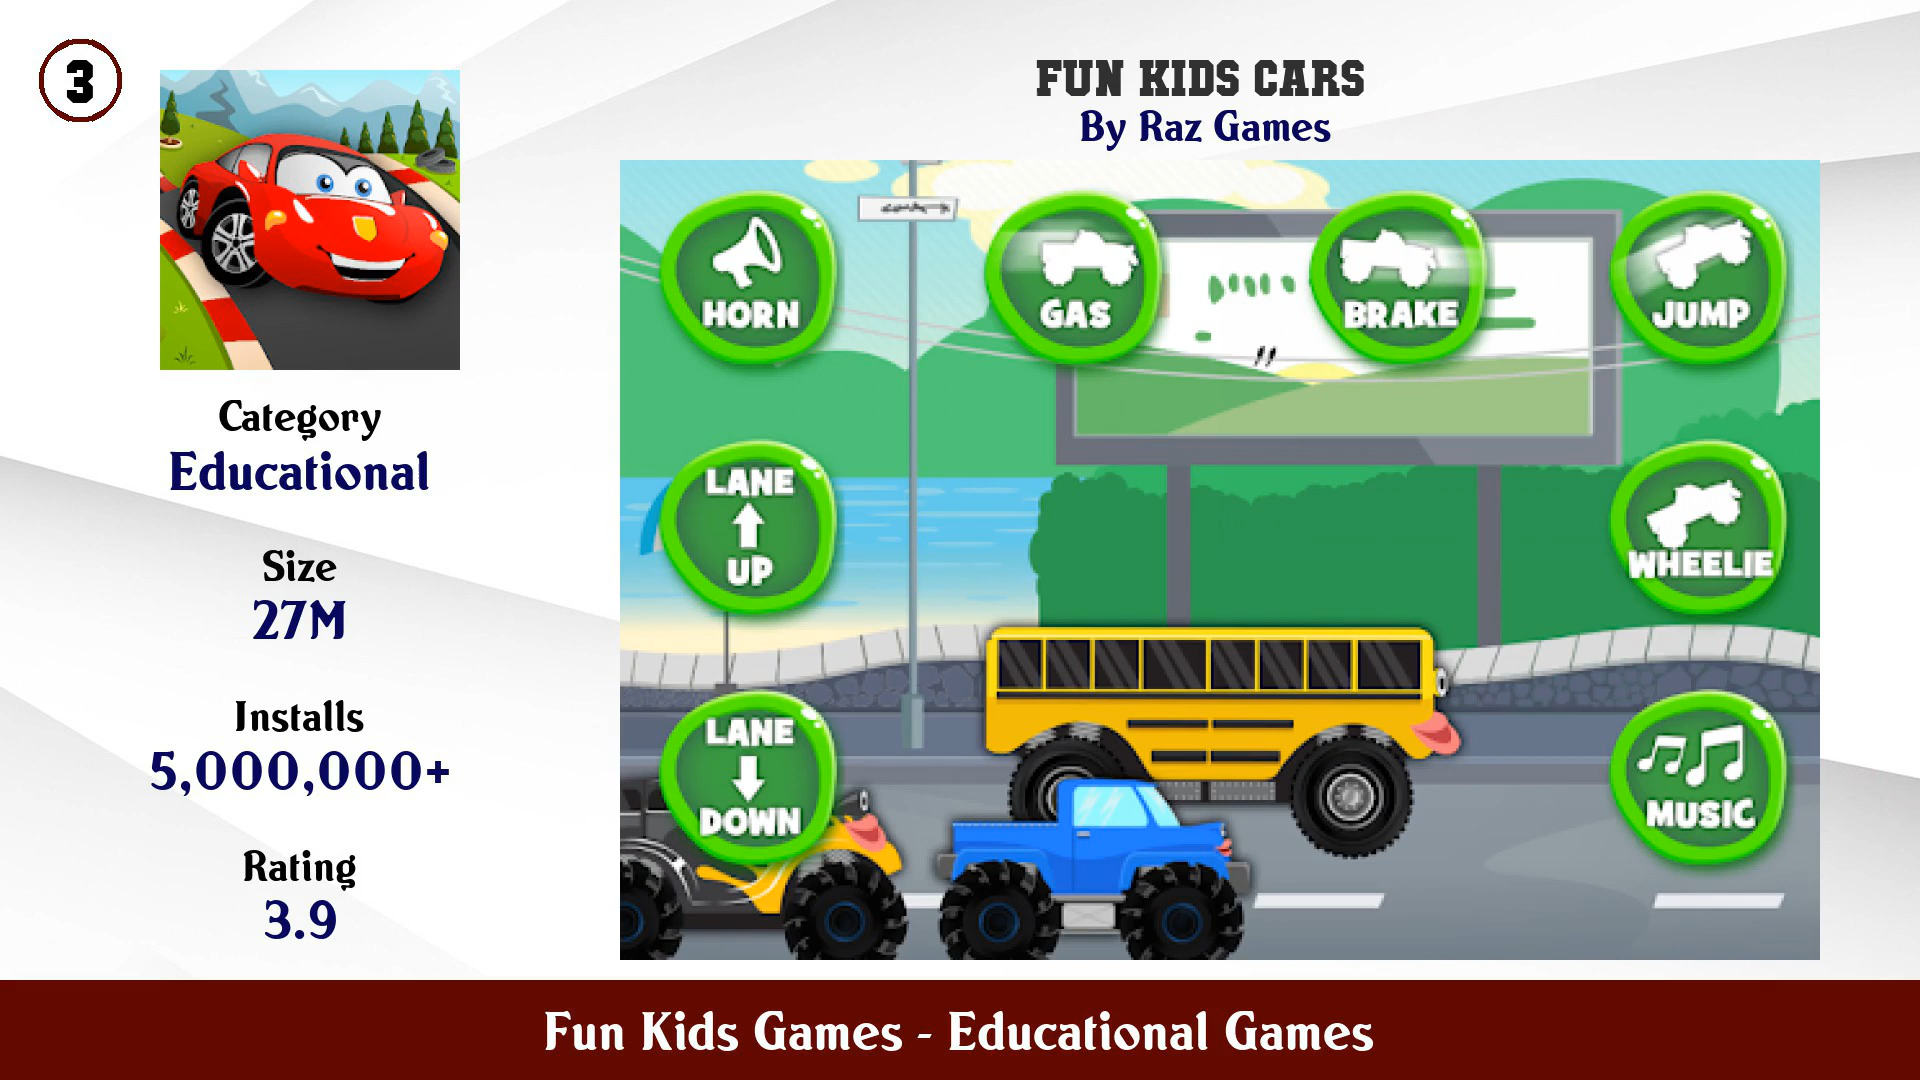 3
FUN KIDS CARS
By Raz Games
Category
Educational
Size
27M
Installs
5,000,000+
Rating
3.9
HORN
GAS
BRAKE
JUMP
LANE
UP
WHEELIE
LANE
DOWN
MUSIC
Fun Kids Games - Educational Games